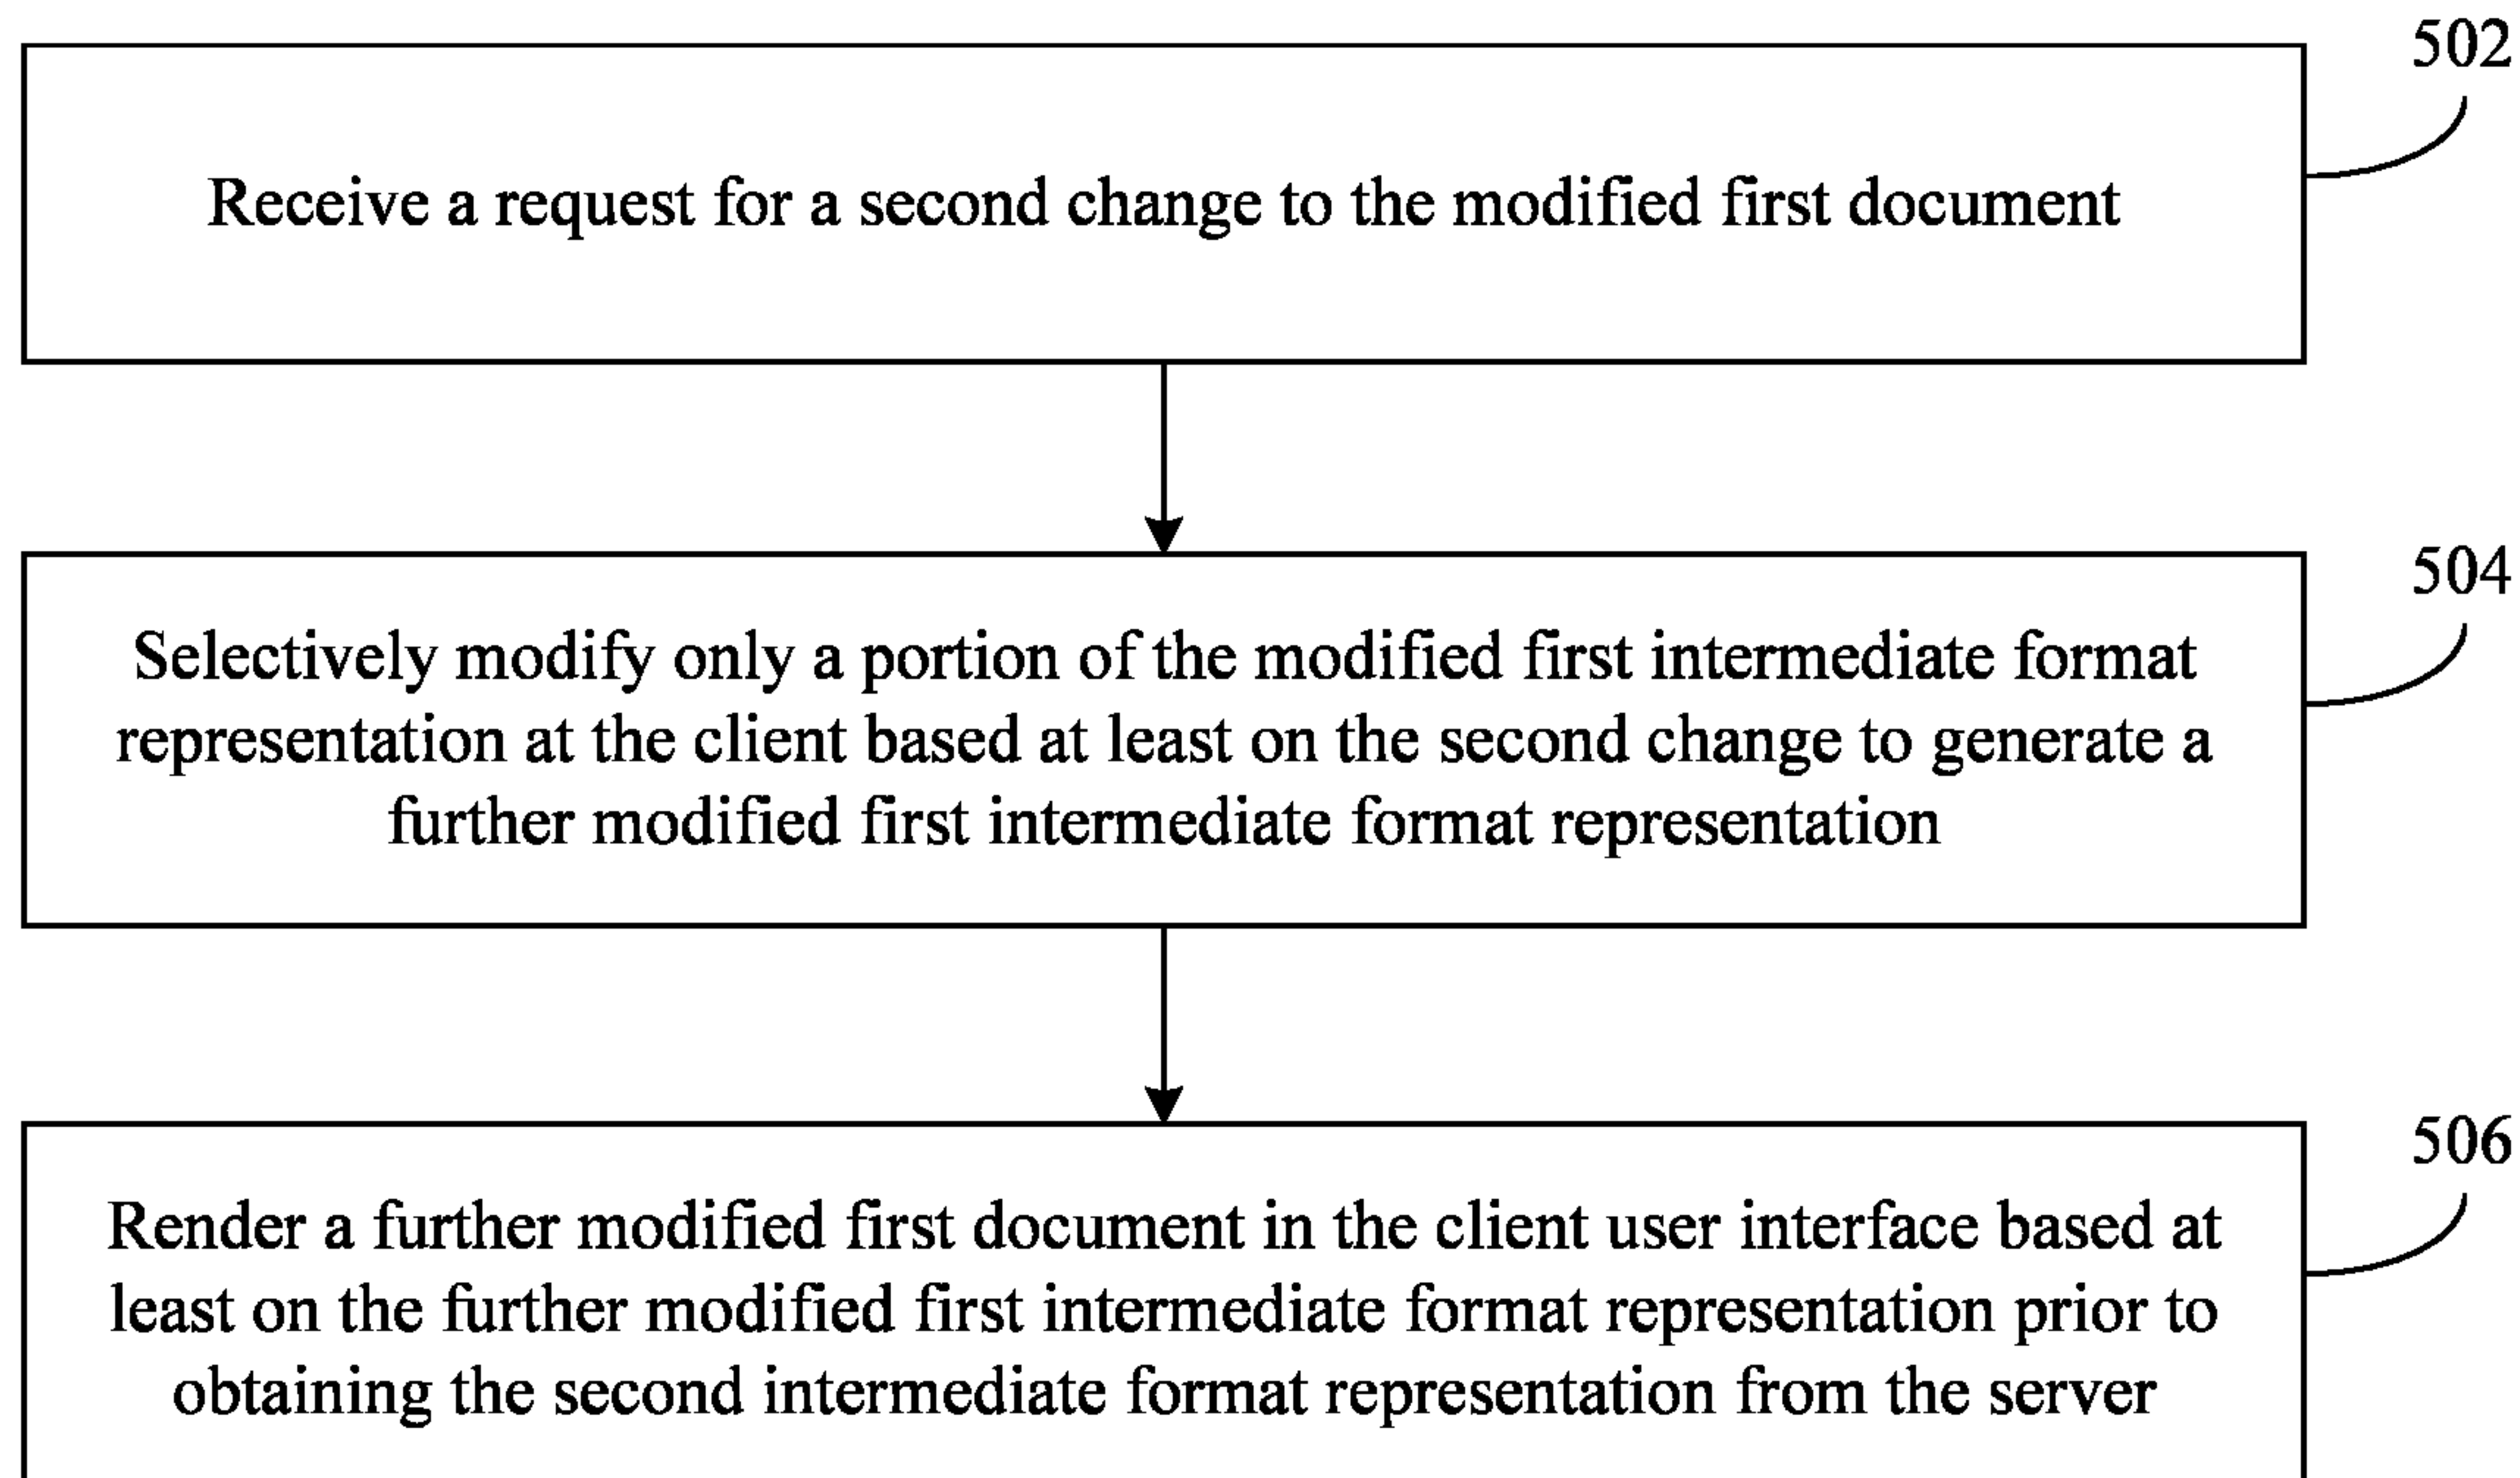 502
Receive a request for a second change to the modified first document
504
Selectively modify only a portion of the modified first intermediate format
representation at the client based at least on the second change to generate a
further modified first intermediate format representation
506
Render a further modified first document in the client user interface based at
least on the further modified first intermediate format representation prior to
obtaining the second intermediate format representation from the server